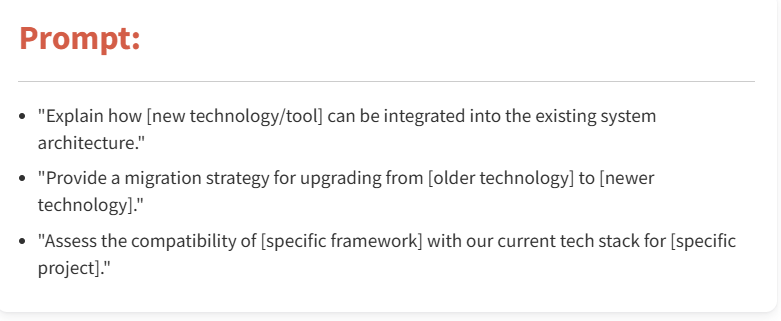 Prompt:
• "Explain how [new technology/tool] can be integrated into the existing system
architecture."
• "Provide a migration strategy for upgrading from [older technology] to [newer
technology]."
• "Assess the compatibility of [specific framework] with our current tech stack for [specific
project]."